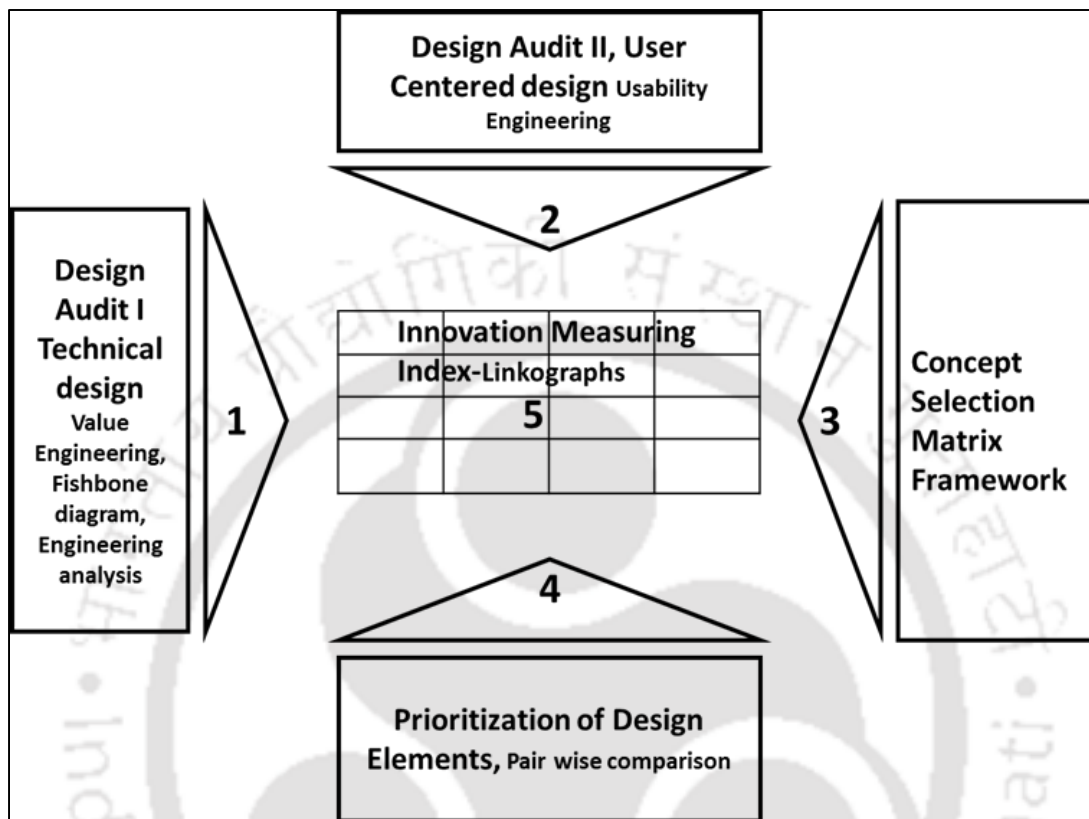 Design Audit II, User
Centered design Usability
Engineering
2
Design
Audit I
Technical
design
Value
Engineering,
Fishbone
diagram,
Engineering
analysis
1
Innovation Measuring
Index-Linkographs
5
3
Concept
Selection
Matrix
Framework
4
Prioritization of Design
Elements, Pair wise comparison